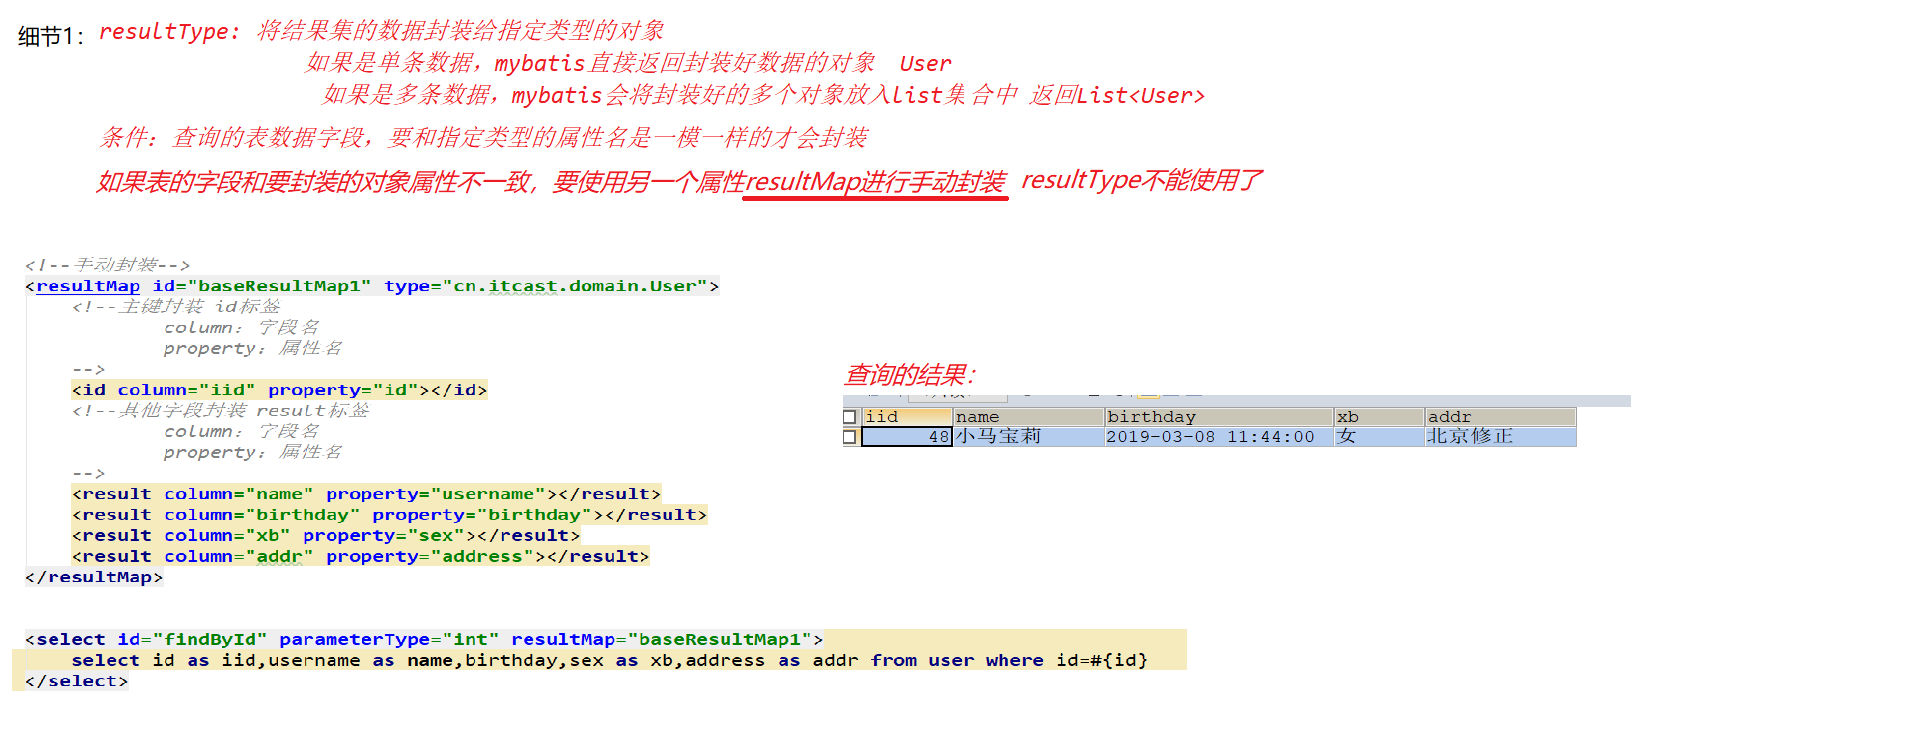 细节1：resultType: 将结果集的数据封装给指定类型的对象
如果是单条数据，mybatis直接返回封装好数据的对象 User
如果是多条数据，mybatis会将封装好的多个对象放入list集合中 返回List<User>
条件：查询的表数据字段，要和指定类型的属性名是一模一样的才会封装
如果表的字段和要封装的对象属性不一致，要使用另一个属性resultMap进行手动封装 resultType不能使用了
<!--手动封装-->
<resultMap id="baseResultMap1" type="cn.itcast.domain.User">
<!--主键封装 id标签
column：字段名
property：属性名
-->
<id column="iid" property="id"></id>
<!--其他字段封装 result标签
column：字段名
property：属性名
-->
<result column="name" property="username"></result>
<result column="birthday" property="birthday"></result>
<result column="xb" property="sex"></result>
<result column="addr" property="address"></result>
</resultMap>
<select id="findById" parameterType="int" resultMap="baseResultMap1">
select id as iid,username as name,birthday,sex as xb,address as addr from user where id=#{id}
</select>
查询的结果：
iid name birthday xb addr
48 小马宝莉 2019-03-08 11:44:00 女 北京修正